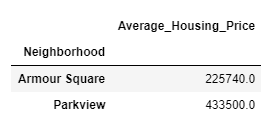 Average_Housing_Price
Neighborhood
Armour Square 225740.0
Parkview 433500.0